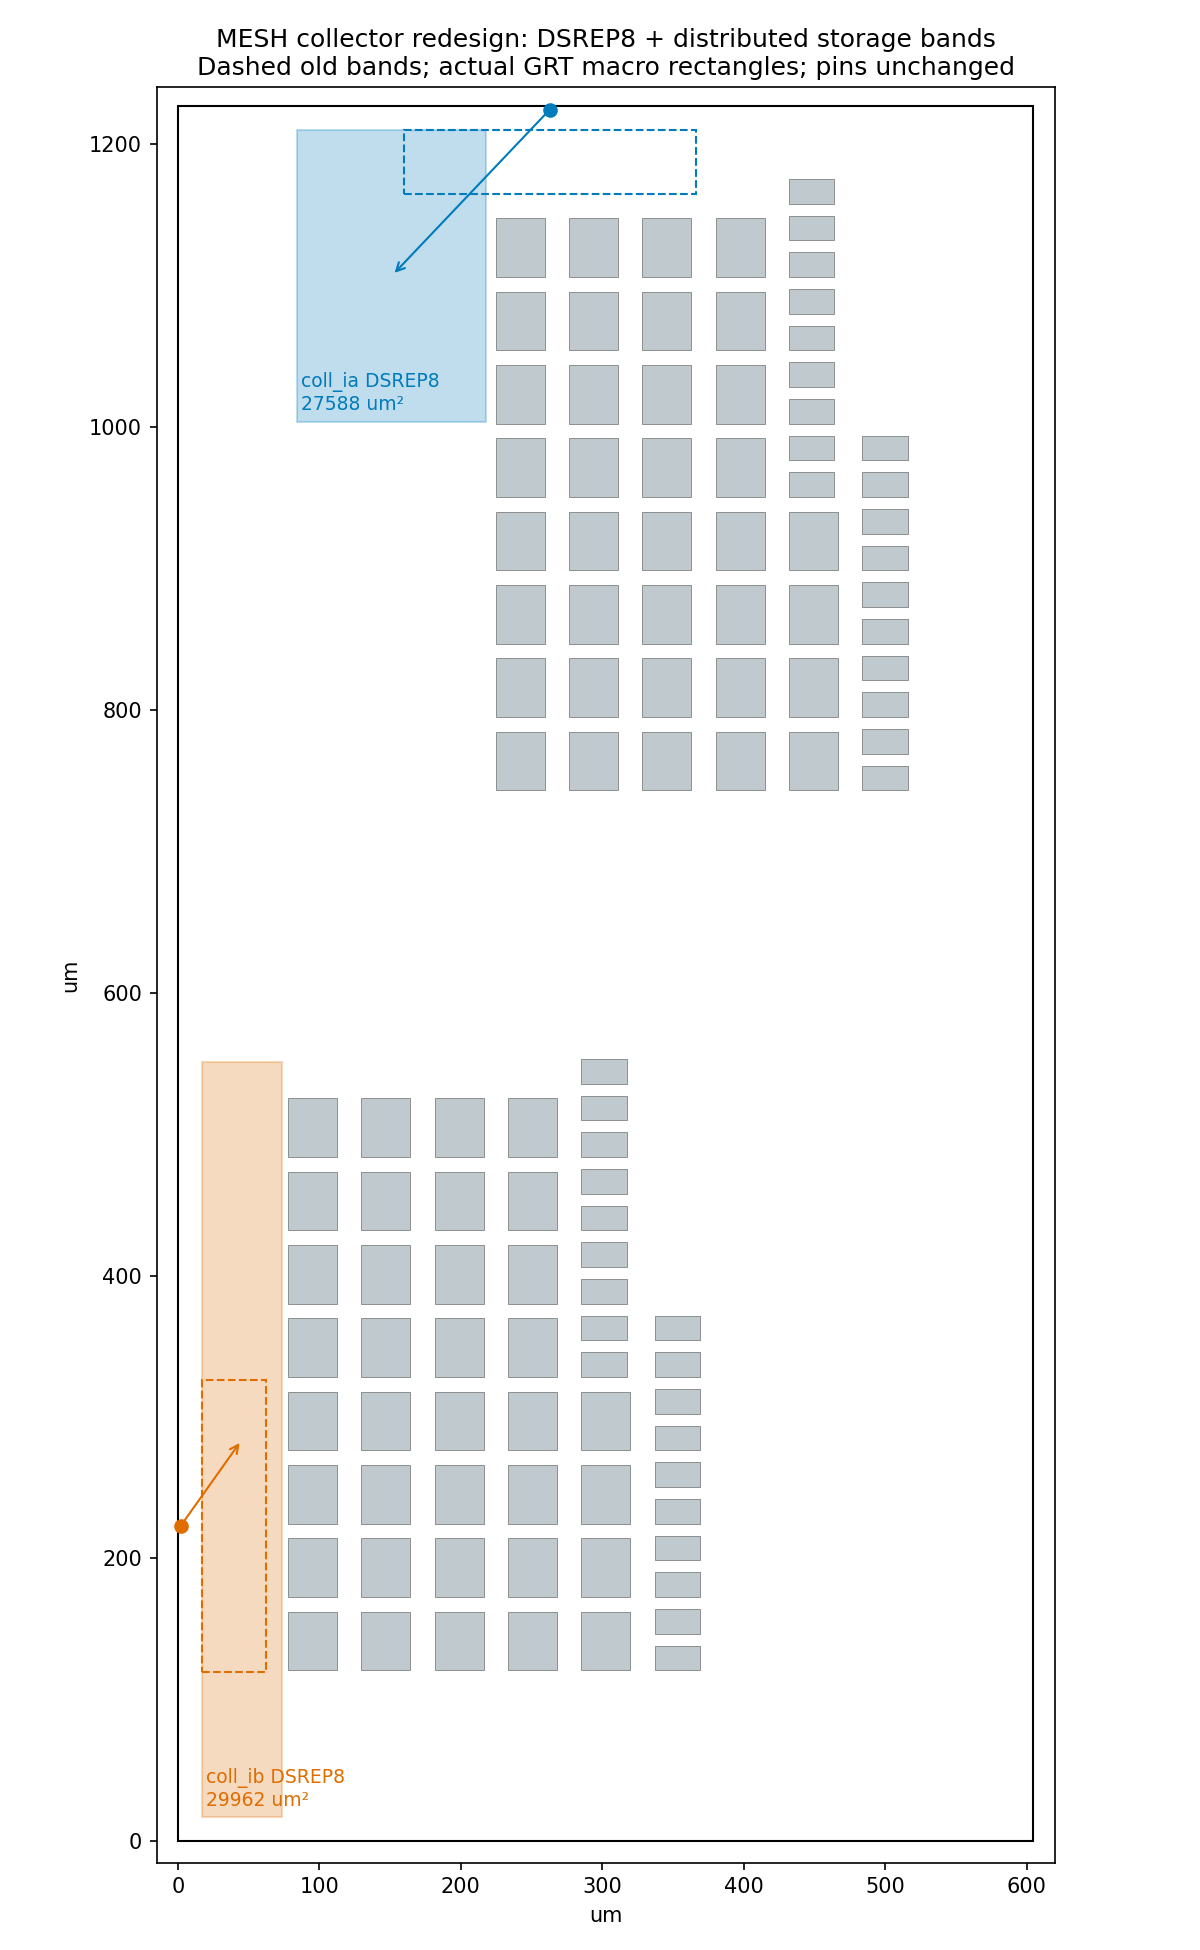 MESH collector redesign: DSREP8 + distributed storage bands
Dashed old bands; actual GRT macro rectangles; pins unchanged
1200
coll_ia DSREP8
27588 um²
1000
800
um
600
400
200
coll_ib DSREP8
29962 um²
0
0 100 200 300 400 500 600
um